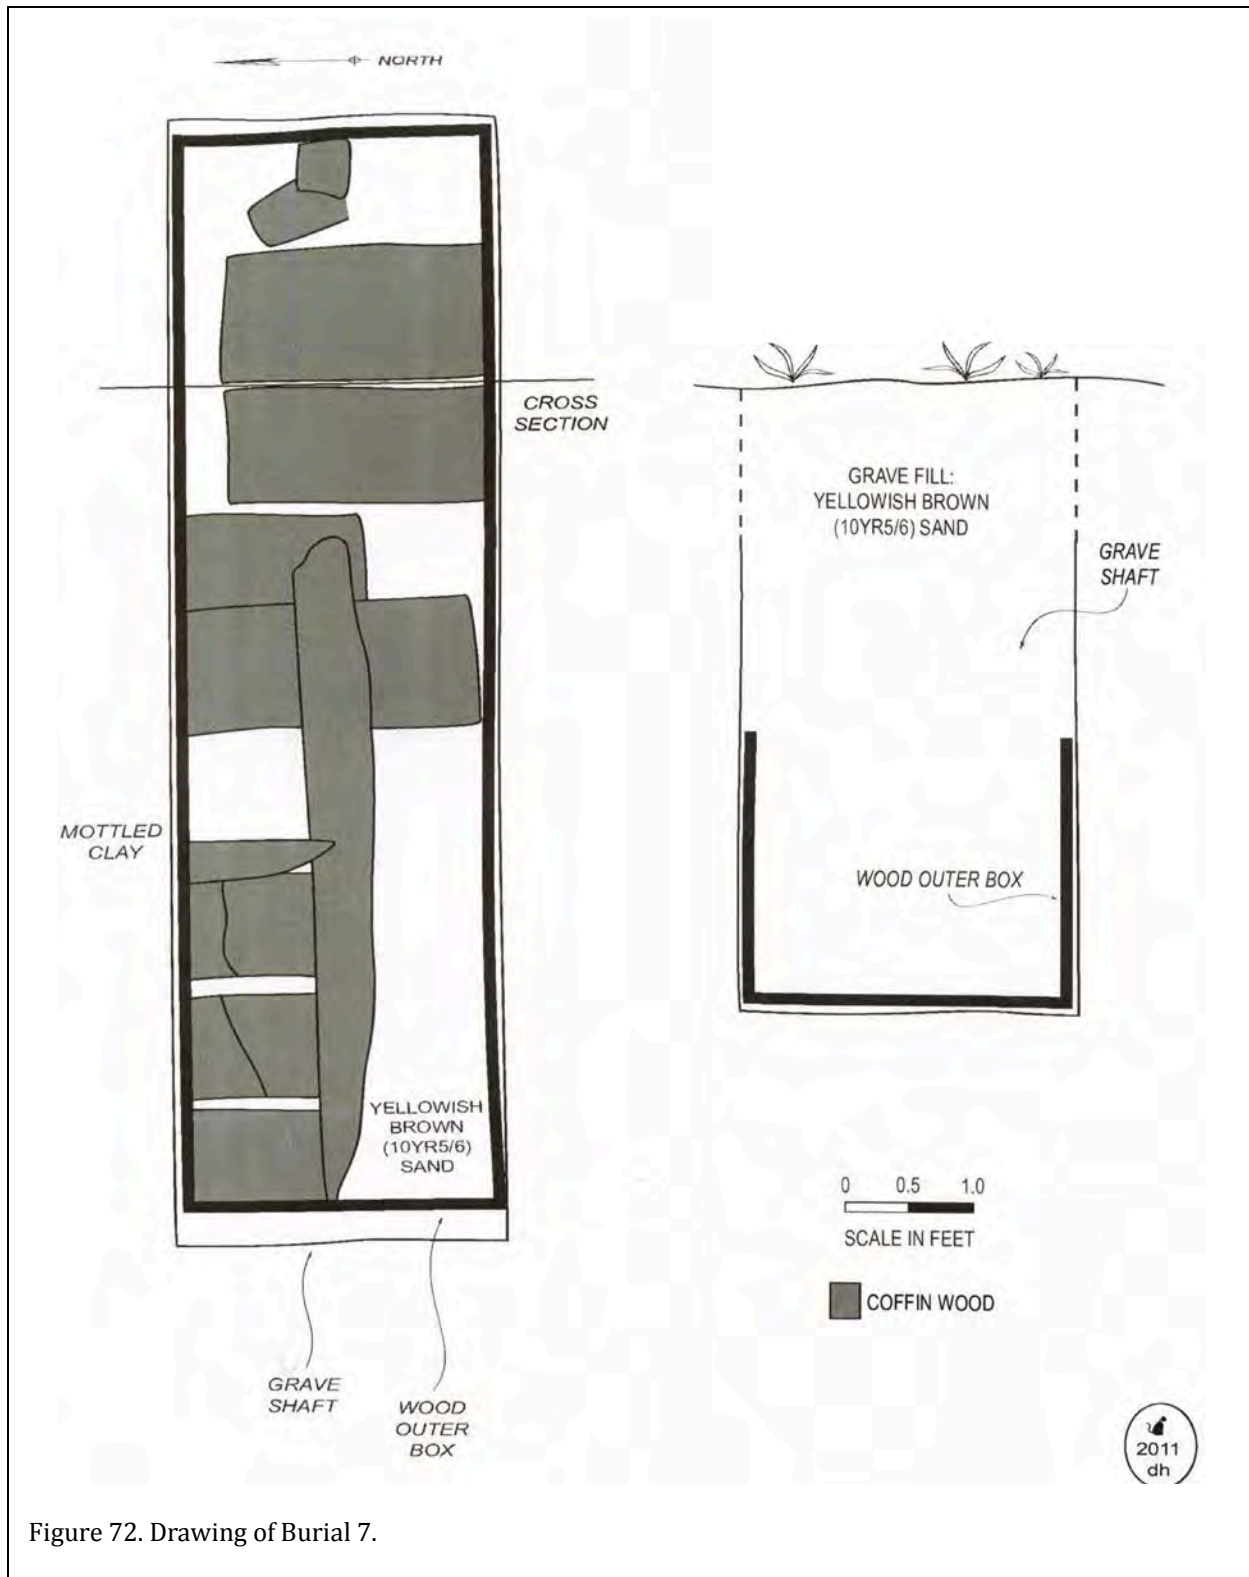 NORTH
CROSS
SECTION
MOTTLED
CLAY
YELLOWISH
BROWN
(10YR5/6)
SAND
GRAVE
SHAFT
WOOD
OUTER
BOX
GRAVE FILL:
YELLOWISH BROWN
(10YR5/6) SAND
GRAVE
SHAFT
WOOD OUTER BOX
0 0.5 1.0
SCALE IN FEET
COFFIN WOOD
2011
dh
Figure 72. Drawing of Burial 7.